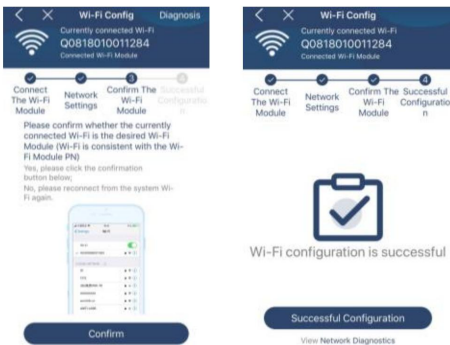 Wi-Fi Config Diagnosis
Currently connected Wi-Fi
Q0818010011284
Connected Wi-Fi Module
3 4
Connect The Wi-Fi Module
Network Settings
Confirm The Wi-Fi Module
Successful Configuration
Please confirm whether the currently
connected Wi-Fi is the desired Wi-Fi
Module (Wi-Fi is consistent with the Wi-
Fi Module PN)
Yes, please click the confirmation
button below;
No, please reconnect from the system Wi-
Fi again.
Confirm
Wi-Fi Config
Currently connected Wi-Fi
Q0818010011284
Connected Wi-Fi Module
4
Connect The Wi-Fi Module
Network Settings
Confirm The Wi-Fi Module
Successful Configuration
Wi-Fi configuration is successful
Successful Configuration
View Network Diagnostics